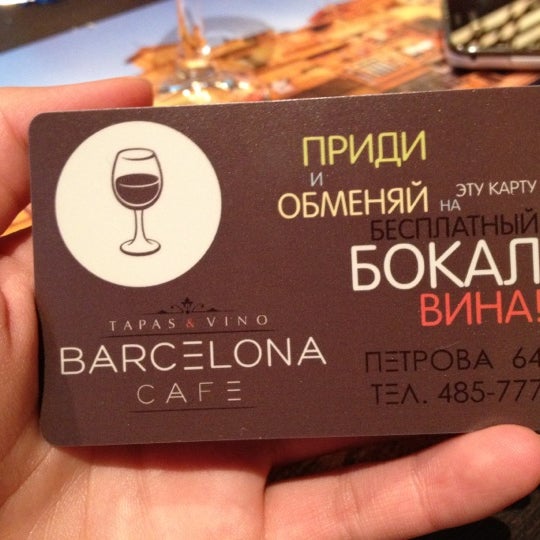 ПРИДИ
И
ОБМЕНЯЙ НА ЭТУ КАРТУ
БЕСПЛАТНЫЙ
БОКАЛ
ВИНА!
TAPAS & VINO
BARCELONA
CAFE
ПЕТРОВА 64
ТЕЛ. 485-777